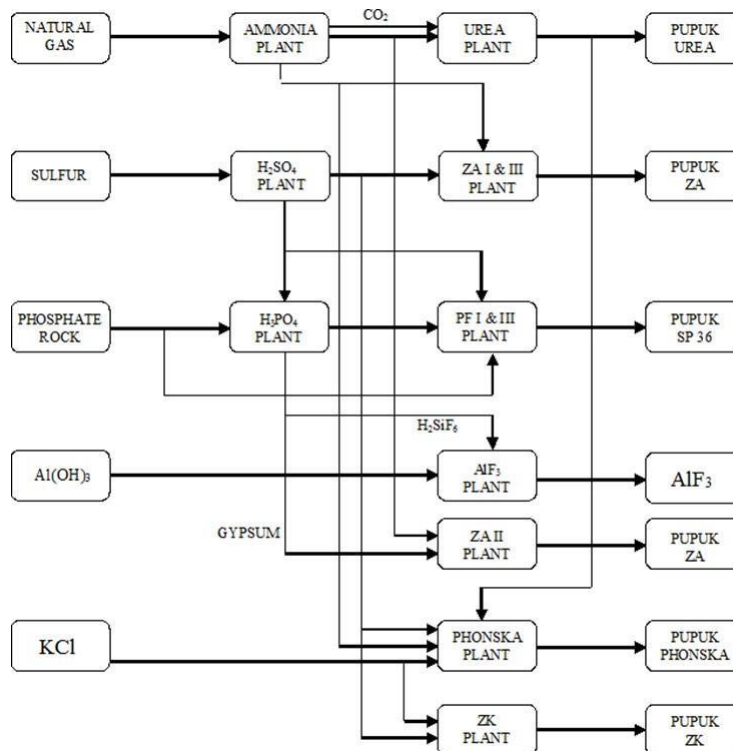 CO₂
NATURAL
GAS
AMMONIA
PLANT
UREA
PLANT
PUPUK
UREA
SULFUR
H₂SO₄
PLANT
ZA I & III
PLANT
PUPUK
ZA
PHOSPHATE
ROCK
H₃PO₄
PLANT
PF I & III
PLANT
PUPUK
SP 36
H₂SiF₆
Al(OH)₃
AlF₃
PLANT
AlF₃
GYPSUM
ZA II
PLANT
PUPUK
ZA
KCl
PHONSKA
PLANT
PUPUK
PHONSKA
ZK
PLANT
PUPUK
ZK